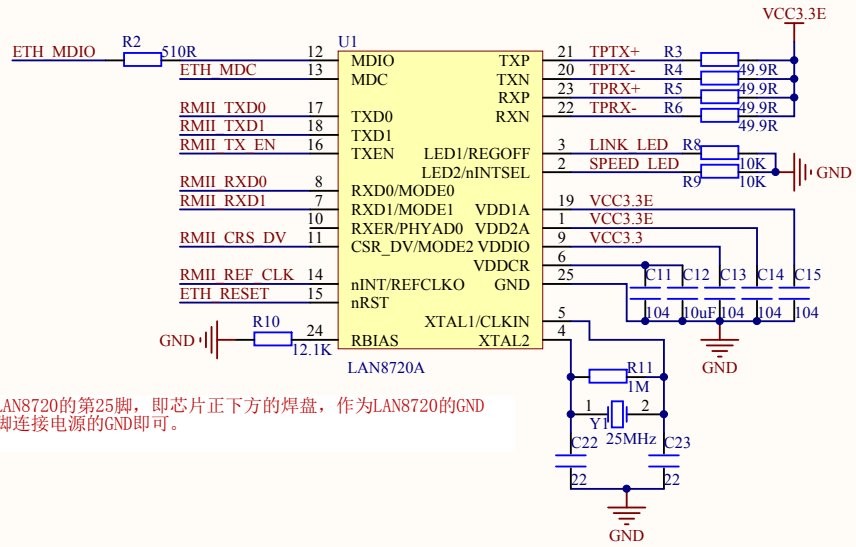 VCC3.3E
ETH_MDIO R2 510R 12 U1 MDIO TXP 21 TPTX+ R3 49.9R
ETH_MDC 13 MDC TXN 20 TPTX- R4 49.9R
RXP 23 TPRX+ R5 49.9R
RMII_TXD0 17 TXD0 RXN 22 TPRX- R6 49.9R
RMII_TXD1 18 TXD1
RMII_TX_EN 16 TXEN LED1/REGOFF 3 LINK_LED R8 10K
LED2/nINTSEL 2 SPEED_LED R9 10K GND
RMII_RXD0 8 RXD0/MODE0
RMII_RXD1 7 RXD1/MODE1 VDD1A 19 VCC3.3E
10 RXER/PHYAD0 VDD2A 1 VCC3.3E
RMII_CRS_DV 11 CSR_DV/MODE2 VDDIO 9 VCC3.3
VDDCR 6
RMII_REF_CLK 14 nINT/REFCLKO GND 25 C11 C12 C13 C14 C15
ETH_RESET 15 nRST
104 10uF 104 104 104
XTAL1/CLKIN 5
GND R10 12.1K 24 RBIAS XTAL2 4
GND
LAN8720A
R11
1M
LAN8720的第25脚，即芯片正下方的焊盘，作为LAN8720的GND
脚连接电源的GND即可。
1 Y1 2
25MHz
C22 C23
22 22
GND